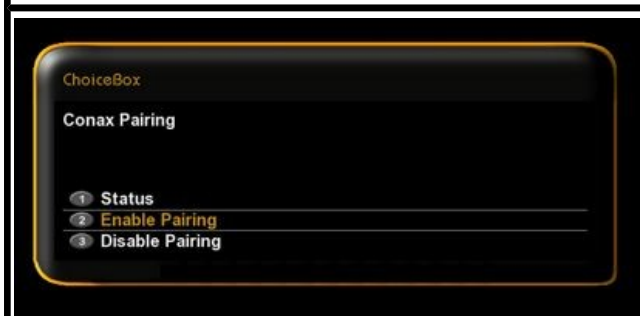 ChoiceBox
Conax Pairing
1 Status
2 Enable Pairing
3 Disable Pairing